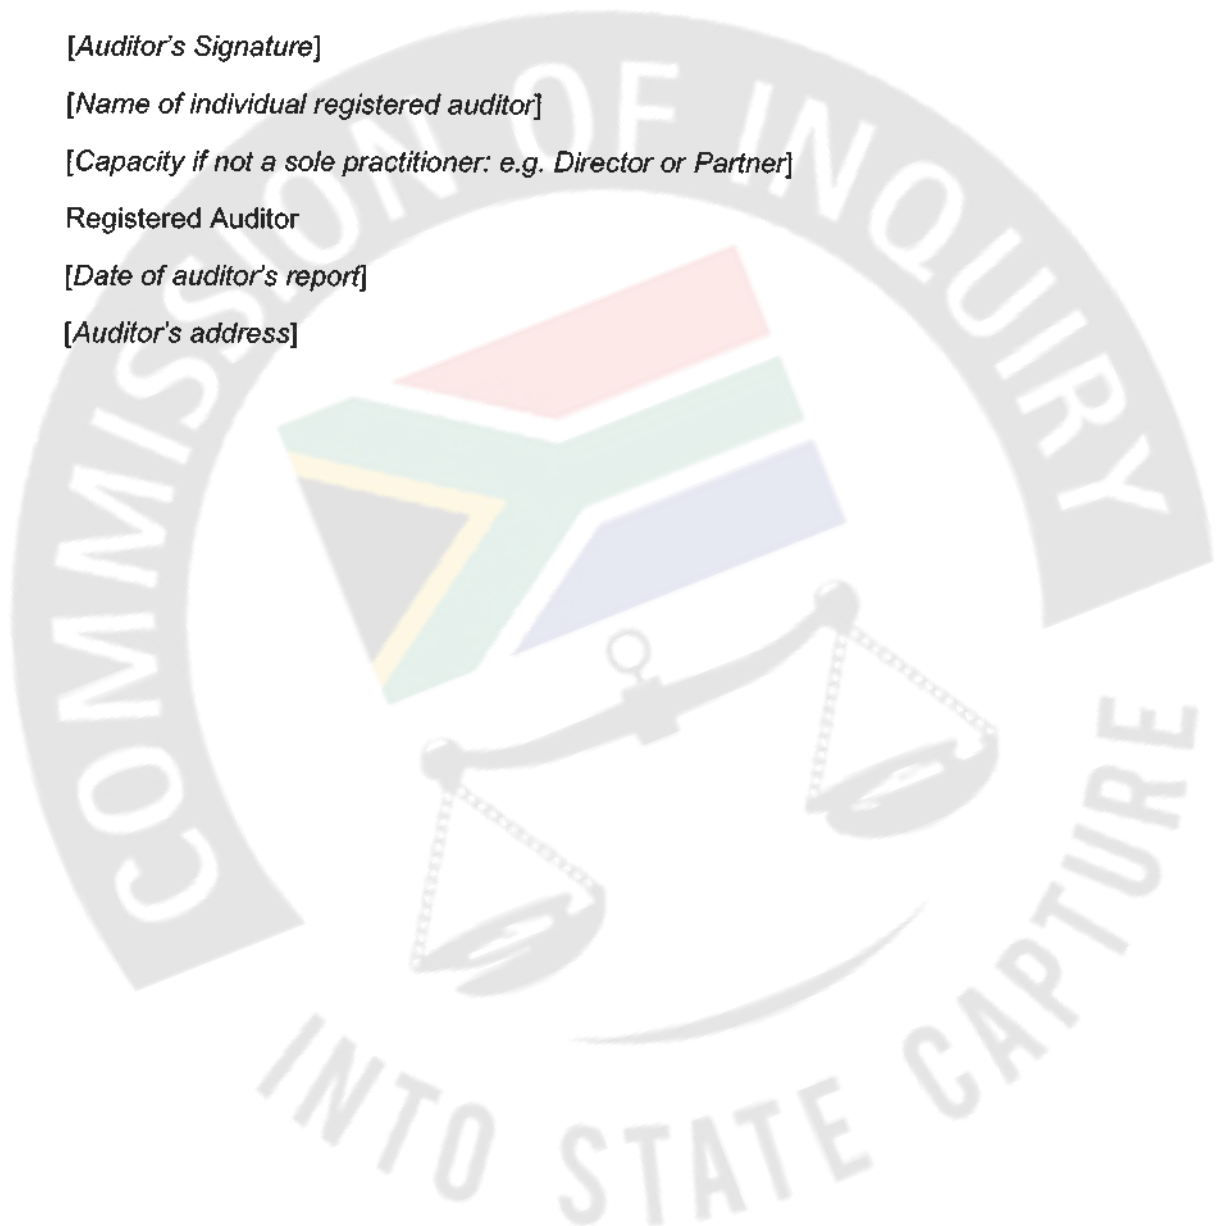 [Auditor's Signature]
[Name of individual registered auditor]
[Capacity if not a sole practitioner: e.g. Director or Partner]
Registered Auditor
[Date of auditor's report]
[Auditor's address]
COMMISSION OF INQUIRY
INTO STATE CAPTURE